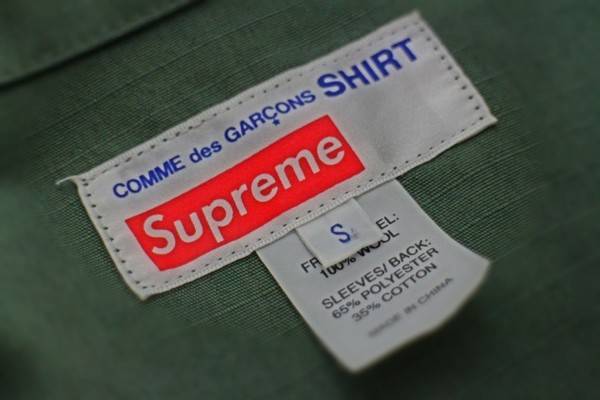 COMME des GARÇONS SHIRT
Supreme
S
100% WOOL
SLEEVES/ BACK:
65% POLYESTER
35% COTTON
MADE IN CHINA